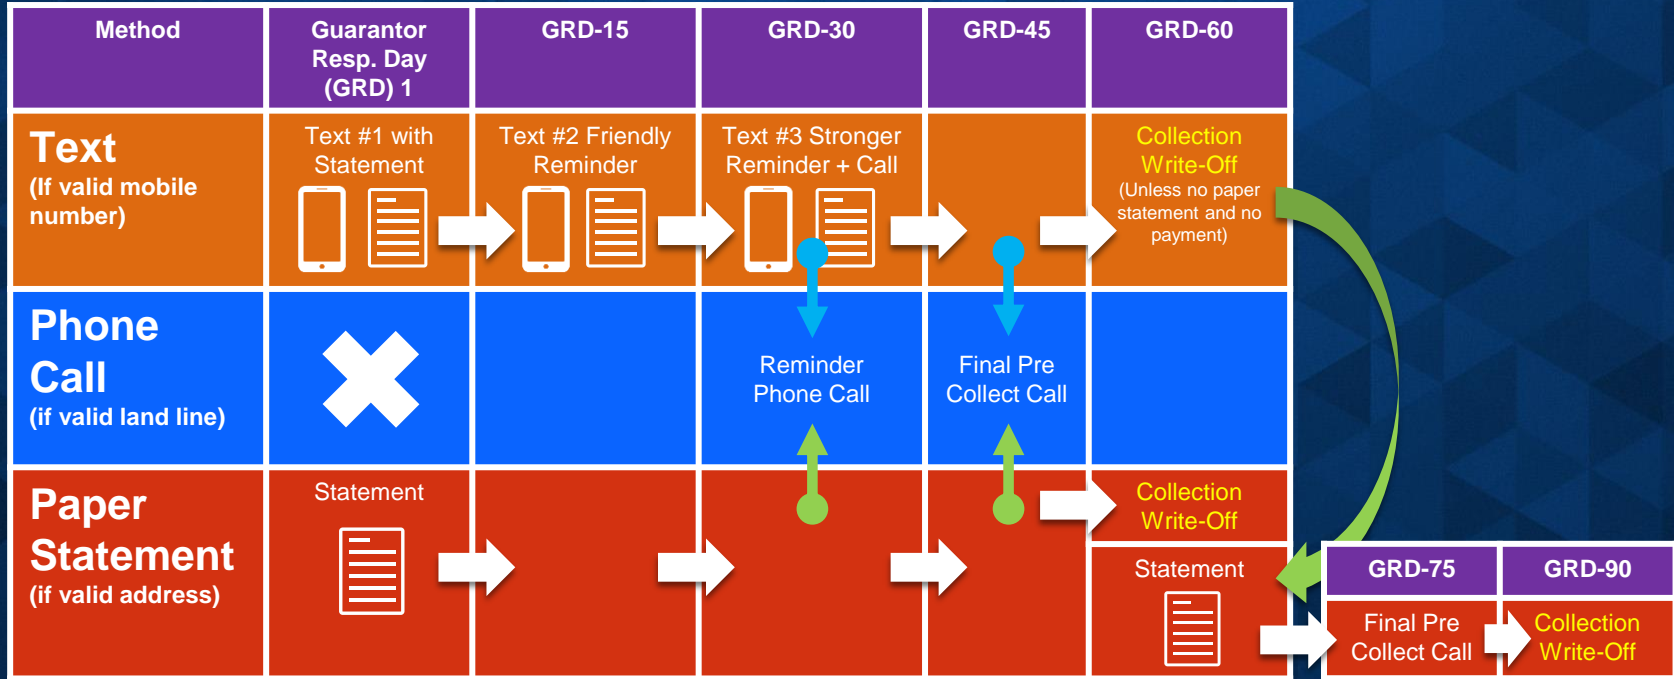 Method
Guarantor
Resp. Day
(GRD) 1
GRD-15
GRD-30
GRD-45
GRD-60
Text
(If valid mobile
number)
Text #1 with
Statement
Text #2 Friendly
Reminder
Text #3 Stronger
Reminder + Call
Collection
Write-Off
(Unless no paper
statement and no
payment)
Phone
Call
(if valid land line)
Reminder
Phone Call
Final Pre
Collect Call
Paper
Statement
(if valid address)
Statement
Collection
Write-Off
Statement
GRD-75
GRD-90
Final Pre
Collect Call
Collection
Write-Off